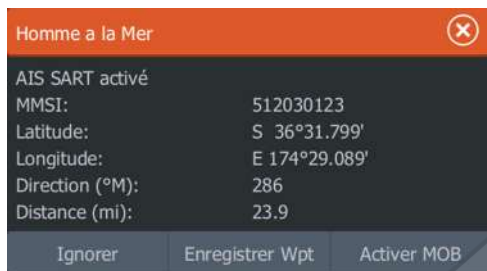 Homme a la Mer
AIS SART activé
MMSI: 512030123
Latitude: S 36°31.799'
Longitude: E 174°29.089'
Direction (°M): 286
Distance (mi): 23.9
Ignorer Enregistrer Wpt Activer MOB